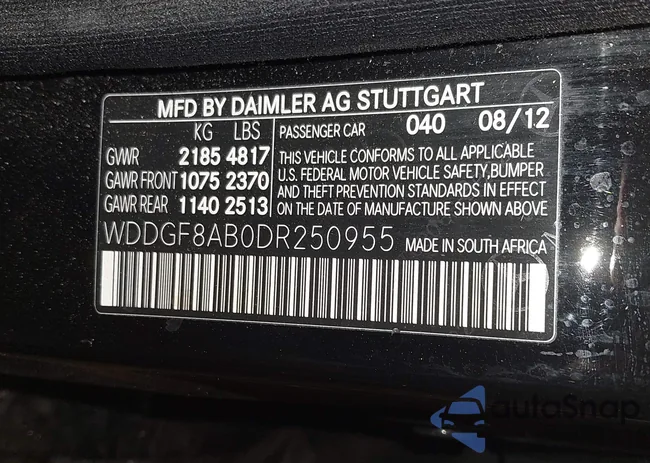 MFD BY DAIMLER AG STUTTGART
KG LBS
GVWR 2185 4817
GAWR FRONT 1075 2370
GAWR REAR 1140 2513
PASSENGER CAR 040 08/12
THIS VEHICLE CONFORMS TO ALL APPLICABLE
U.S. FEDERAL MOTOR VEHICLE SAFETY, BUMPER
AND THEFT PREVENTION STANDARDS IN EFFECT
ON THE DATE OF MANUFACTURE SHOWN ABOVE
WDDGF8AB0DR250955 MADE IN SOUTH AFRICA
autoSnap